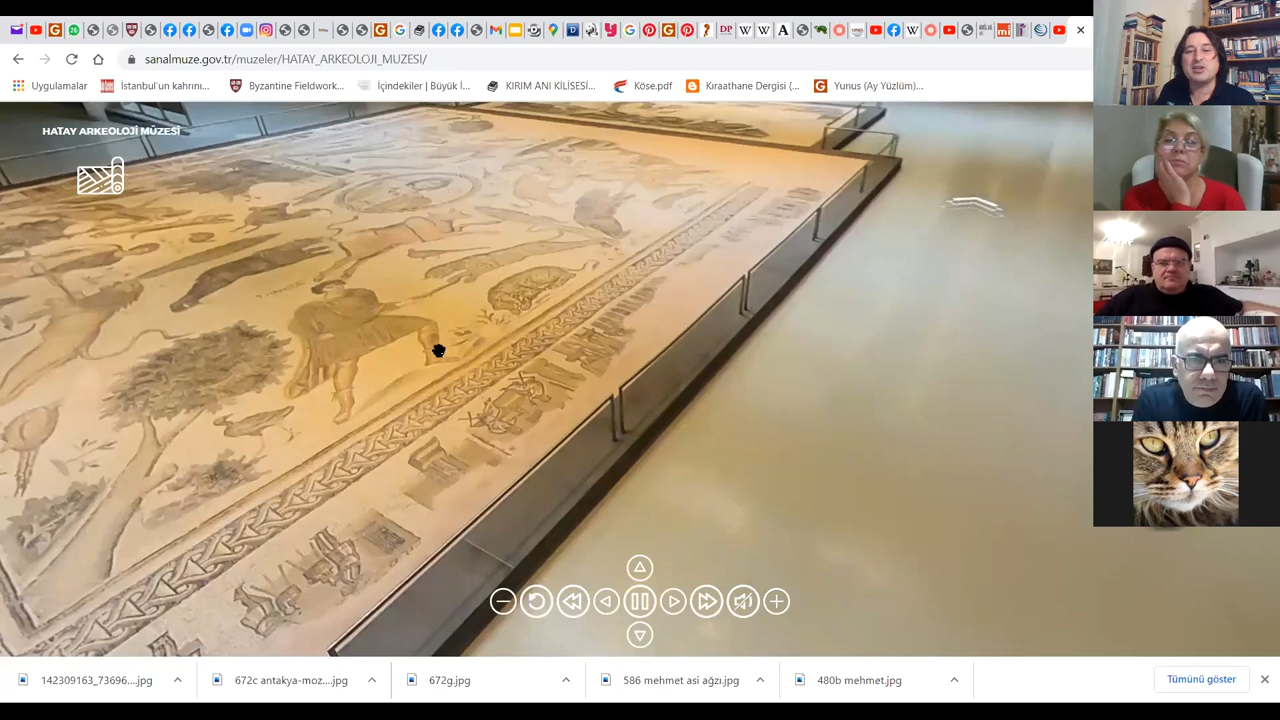 sanalmuze.gov.tr/muzeler/HATAY_ARKEOLOJI_MUZESI/
Uygulamalar
İstanbul'un kahrını...
Byzantine Fieldwork...
İçindekiler | Büyük İ...
KIRIM ANI KİLİSESİ...
Köse.pdf
Kıraathane Dergisi (...
Yunus (Ay Yüzlüm)...
HATAY ARKEOLOJİ MÜZESİ
142309163_73696....jpg
672c antakya-moz....jpg
672g.jpg
586 mehmet asi ağzı.jpg
480b mehmet.jpg
Tümünü göster